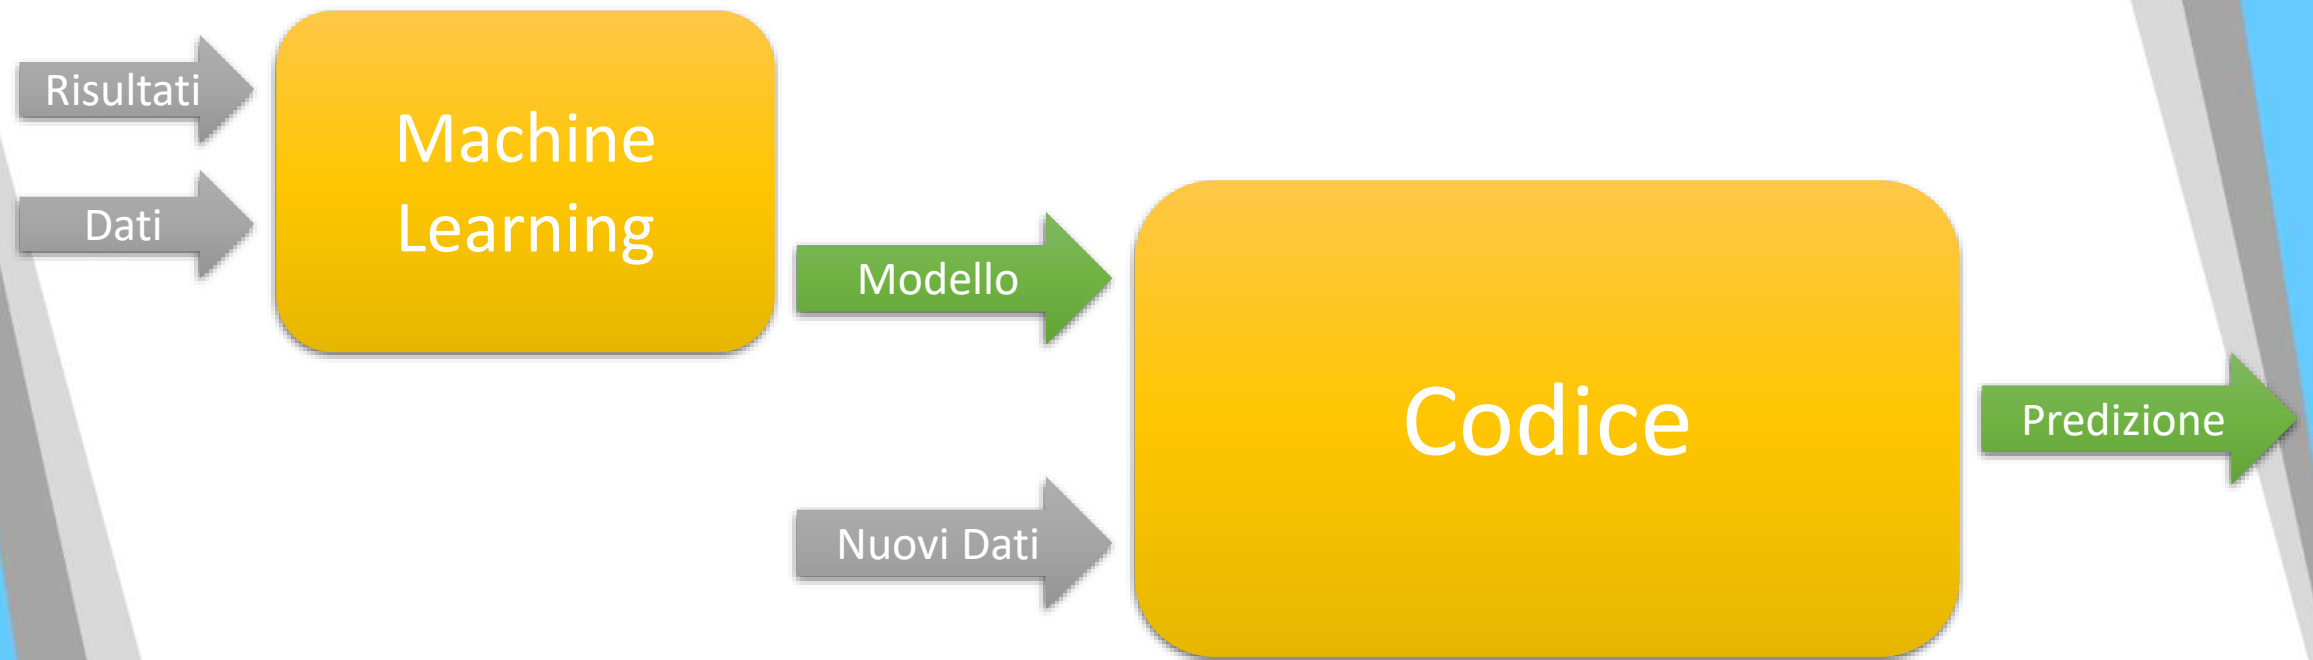 Risultati
Dati
Machine
Learning
Modello
Nuovi Dati
Codice
Predizione